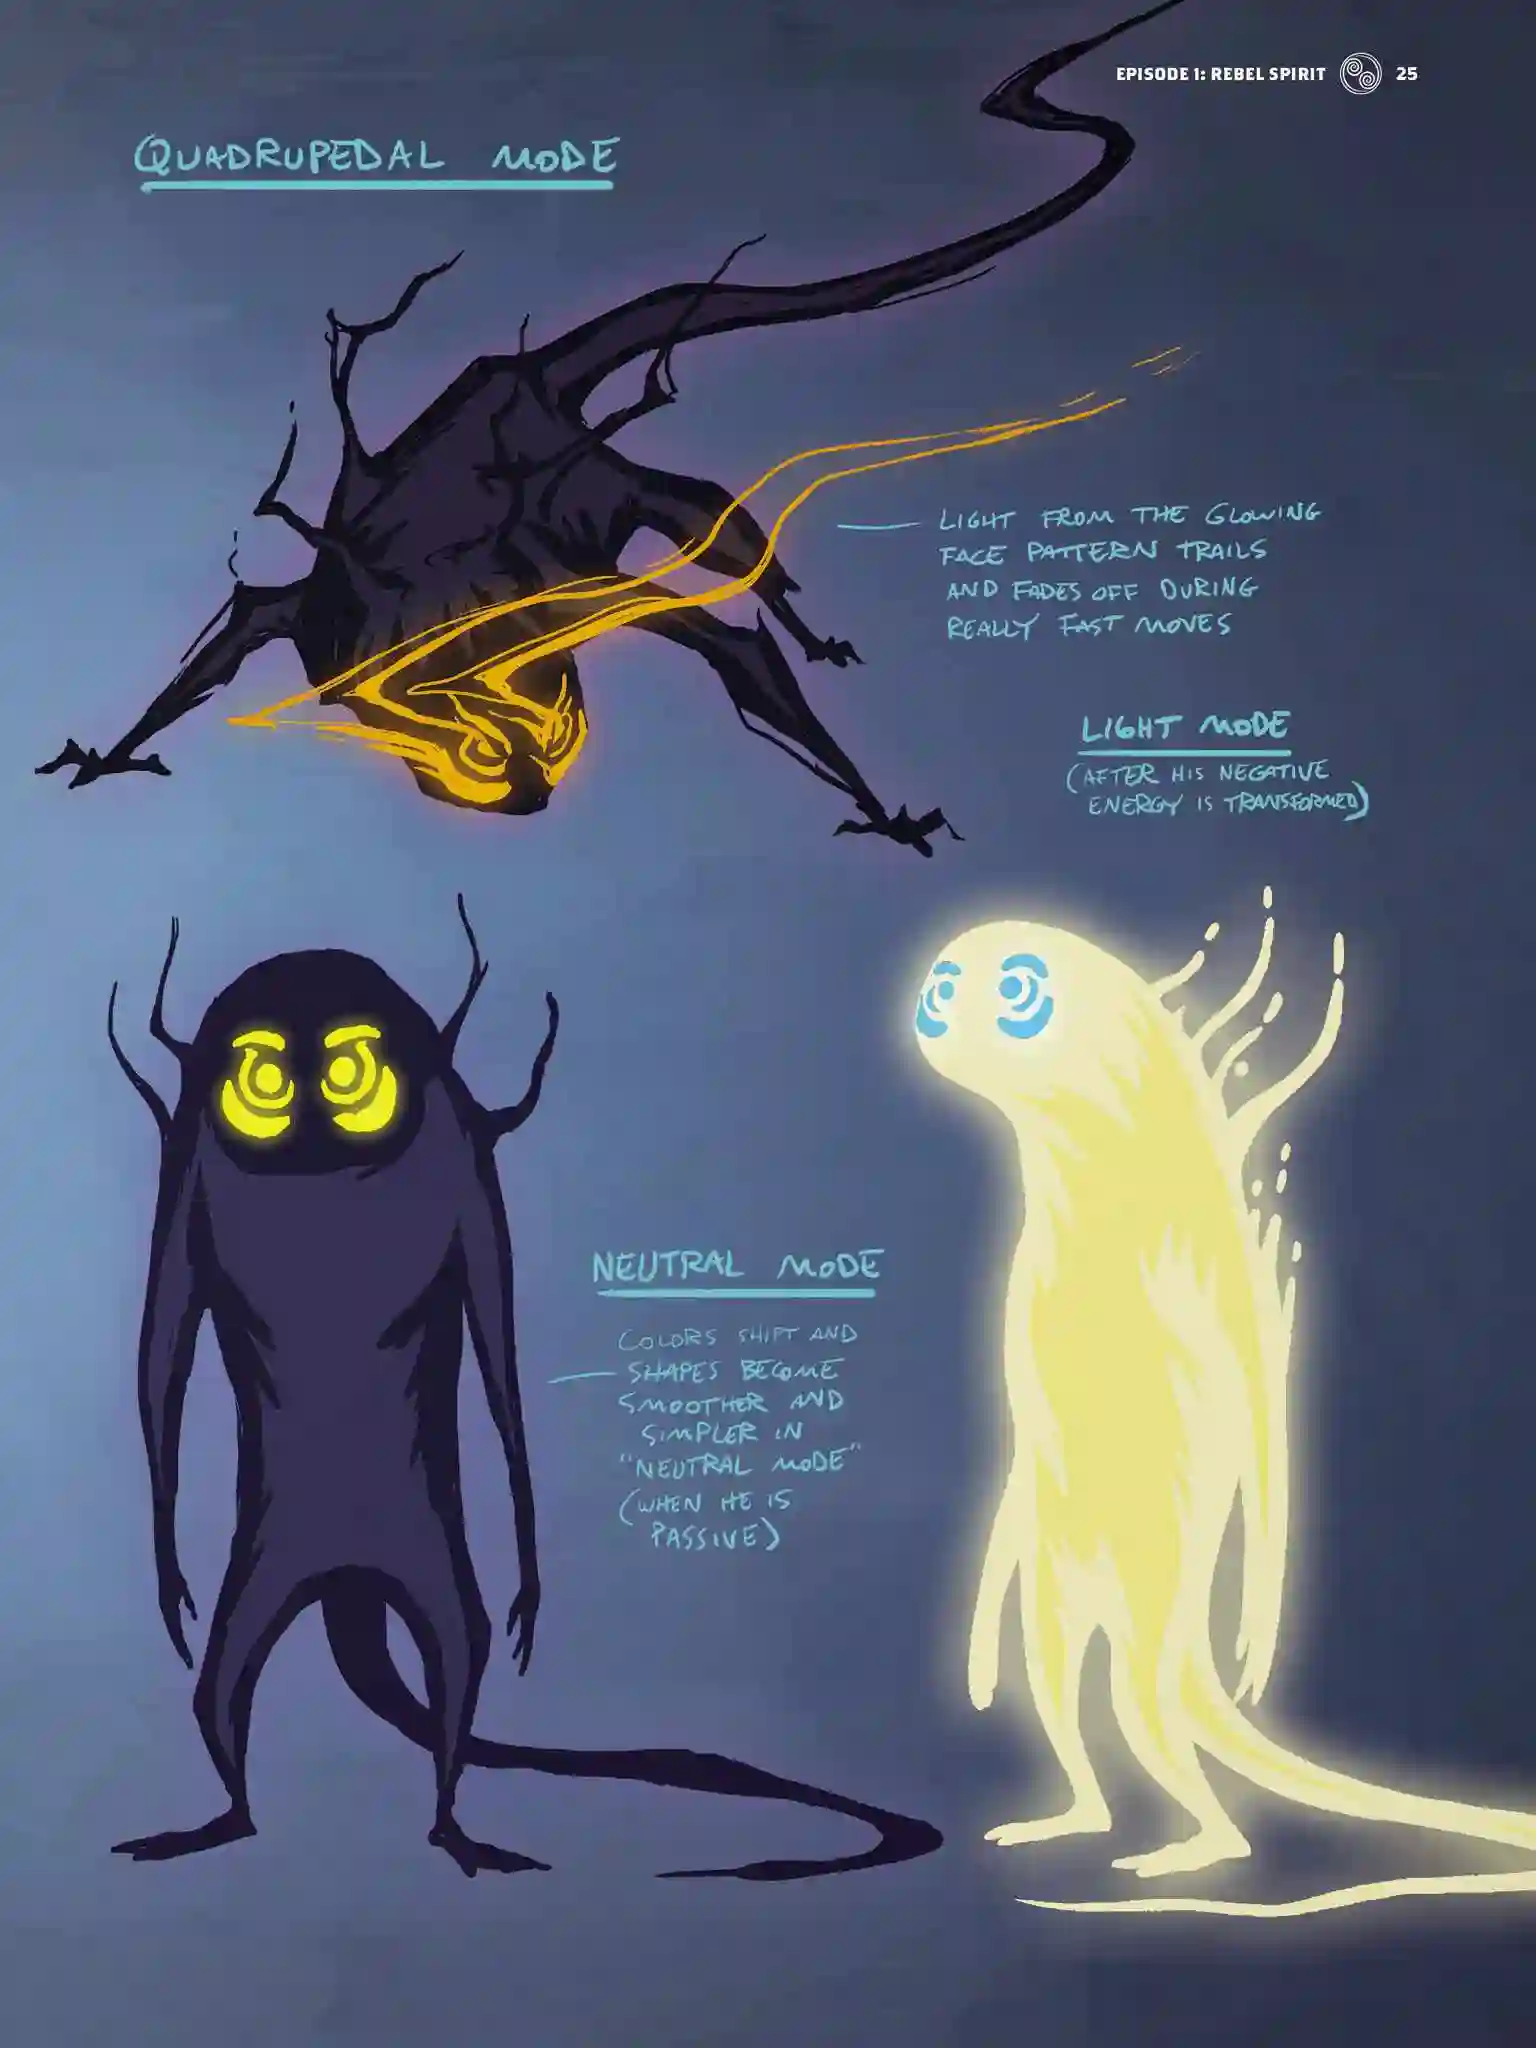 EPISODE 1: REBEL SPIRIT 25
QUADRUPEDAL MODE
LIGHT FROM THE GLOWING
FACE PATTERN TRAILS
AND FADES OFF DURING
REALLY FAST MOVES
LIGHT MODE
(AFTER HIS NEGATIVE
ENERGY IS TRANSFORMED)
NEUTRAL MODE
COLORS SHIFT AND
SHAPES BECOME
SMOOTHER AND
SIMPLER IN
"NEUTRAL MODE"
(WHEN HE IS
PASSIVE)